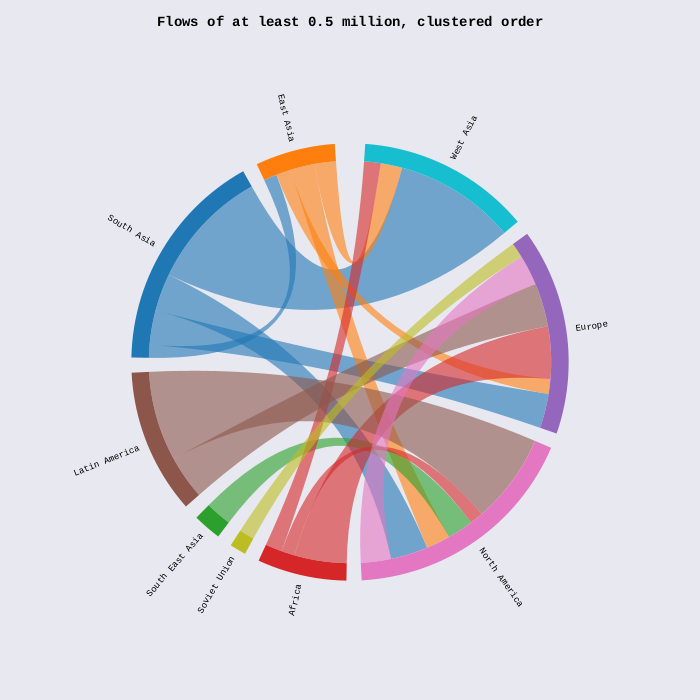 Flows of at least 0.5 million, clustered order
East Asia
West Asia
South Asia
Europe
Latin America
South East Asia
Soviet Union
Africa
North America